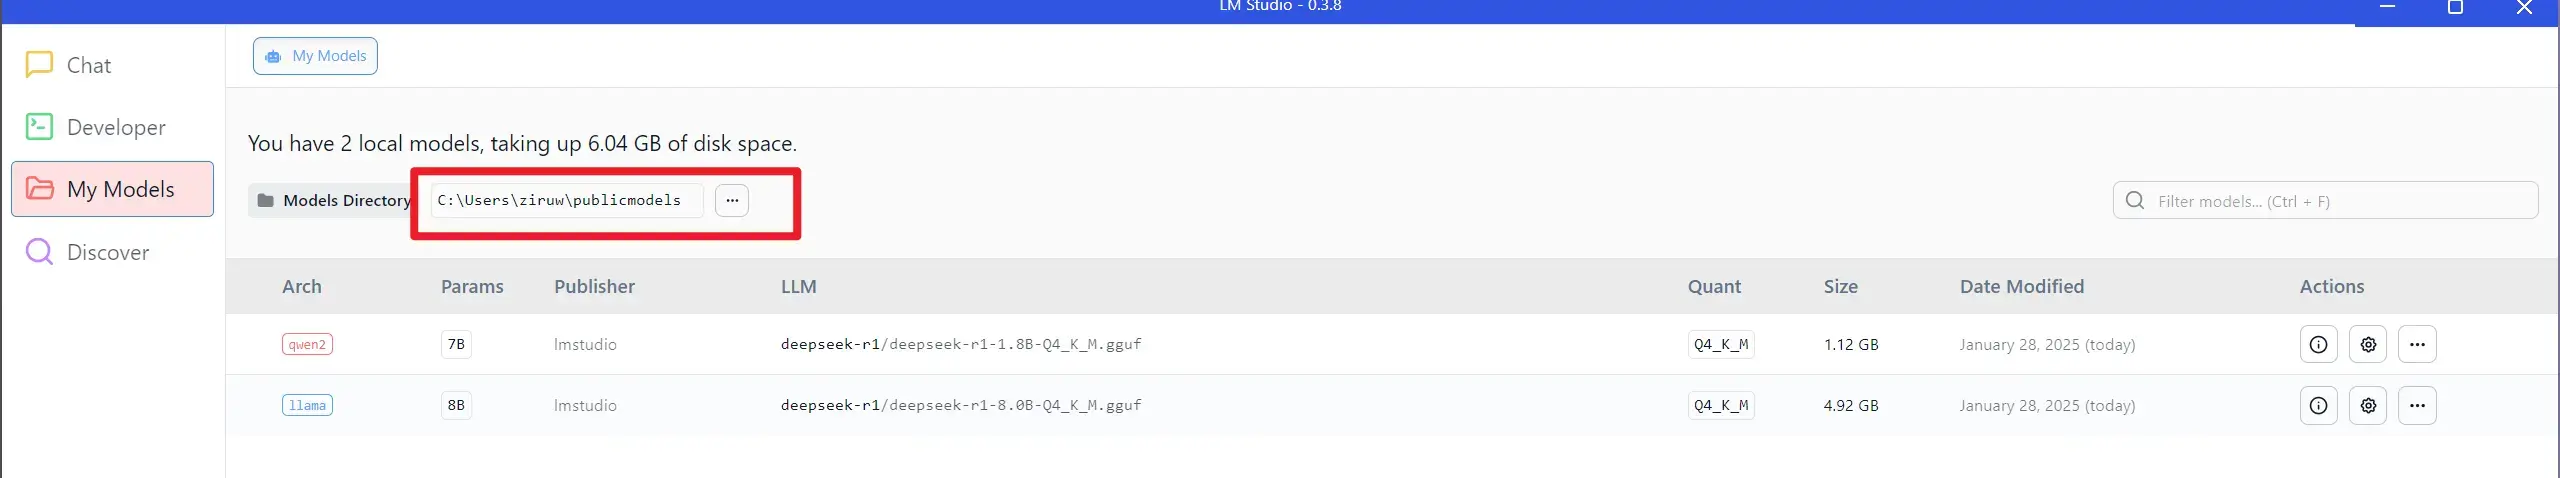 LM Studio - 0.3.8
Chat
Developer
My Models
Discover
My Models
You have 2 local models, taking up 6.04 GB of disk space.
Models Directory C:\Users\ziruw\publicmodels ...
Filter models... (Ctrl + F)
Arch Params Publisher LLM Quant Size Date Modified Actions
qwen2 7B lmstudio deepseek-r1/deepseek-r1-1.8B-Q4_K_M.gguf Q4_K_M 1.12 GB January 28, 2025 (today)
llama 8B lmstudio deepseek-r1/deepseek-r1-8.0B-Q4_K_M.gguf Q4_K_M 4.92 GB January 28, 2025 (today)